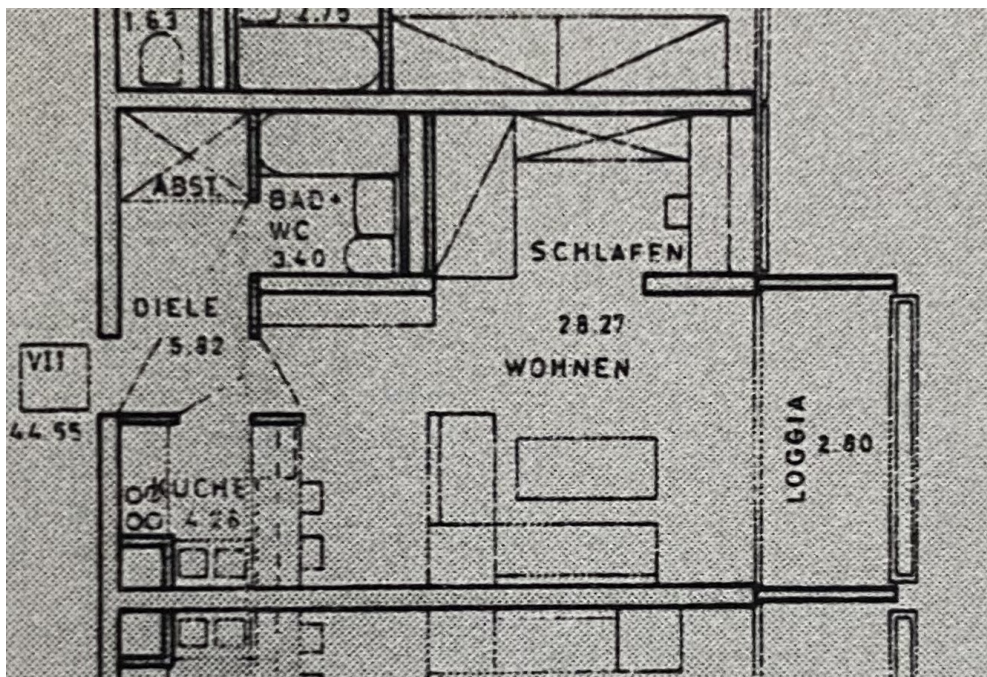 1.63
2.75
ABST.
BAD+
WC
3.40
SCHLAFEN
DIELE
5.82
28.27
WOHNEN
VII
44.55
LOGGIA
2.80
KÜCHE
4.26